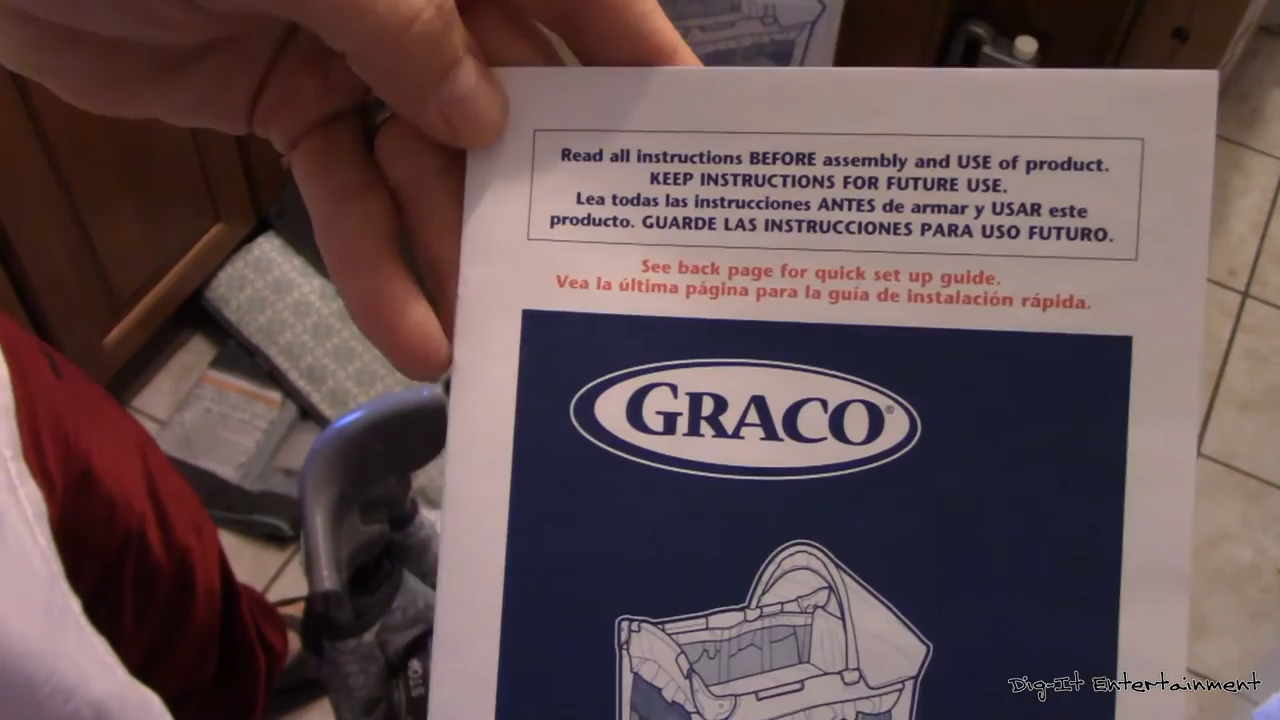 Read all instructions BEFORE assembly and USE of product.
KEEP INSTRUCTIONS FOR FUTURE USE.
Lea todas las instrucciones ANTES de armar y USAR este
producto. GUARDE LAS INSTRUCCIONES PARA USO FUTURO.
See back page for quick set up guide.
Vea la última página para la guía de instalación rápida.
GRACO®
Dig-It Entertainment